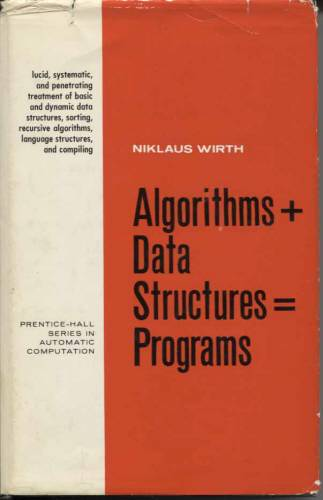 lucid, systematic,
and penetrating
treatment of basic
and dynamic data
structures, sorting,
recursive algorithms,
language structures,
and compiling
NIKLAUS WIRTH
Algorithms +
Data
Structures =
Programs
PRENTICE-HALL
SERIES IN
AUTOMATIC
COMPUTATION